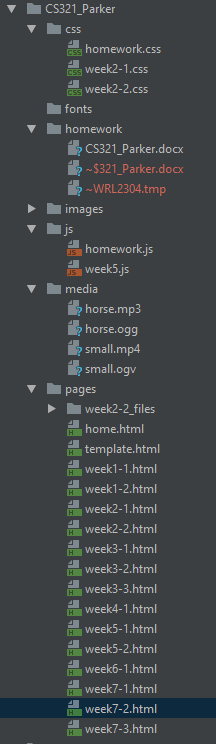 CS321_Parker
css
homework.css
week2-1.css
week2-2.css
fonts
homework
CS321_Parker.docx
~$321_Parker.docx
~WRL2304.tmp
images
js
homework.js
week5.js
media
horse.mp3
horse.ogg
small.mp4
small.ogv
pages
week2-2_files
home.html
template.html
week1-1.html
week1-2.html
week2-1.html
week2-2.html
week3-1.html
week3-2.html
week3-3.html
week4-1.html
week5-1.html
week5-2.html
week6-1.html
week7-1.html
week7-2.html
week7-3.html